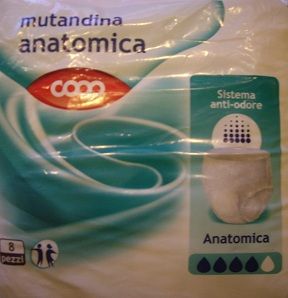 mutandina
anatomica
coop
Sistema
anti-odore
Anatomica
8
pezzi